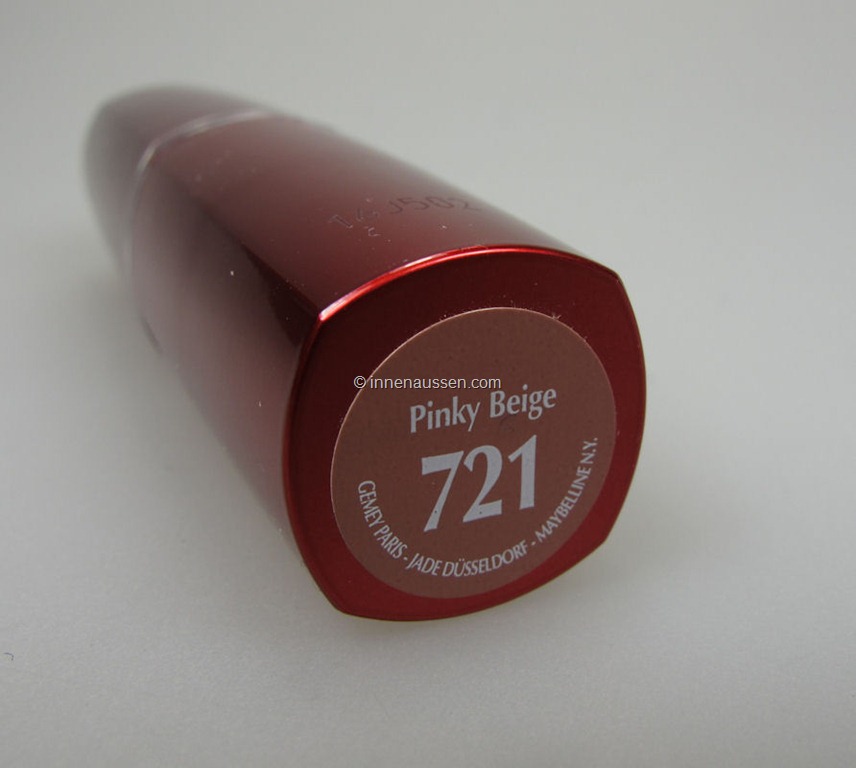 © innenaussen.com
Pinky Beige
721
GEMEY PARIS - JADE DÜSSELDORF - MAYBELLINE N.Y.